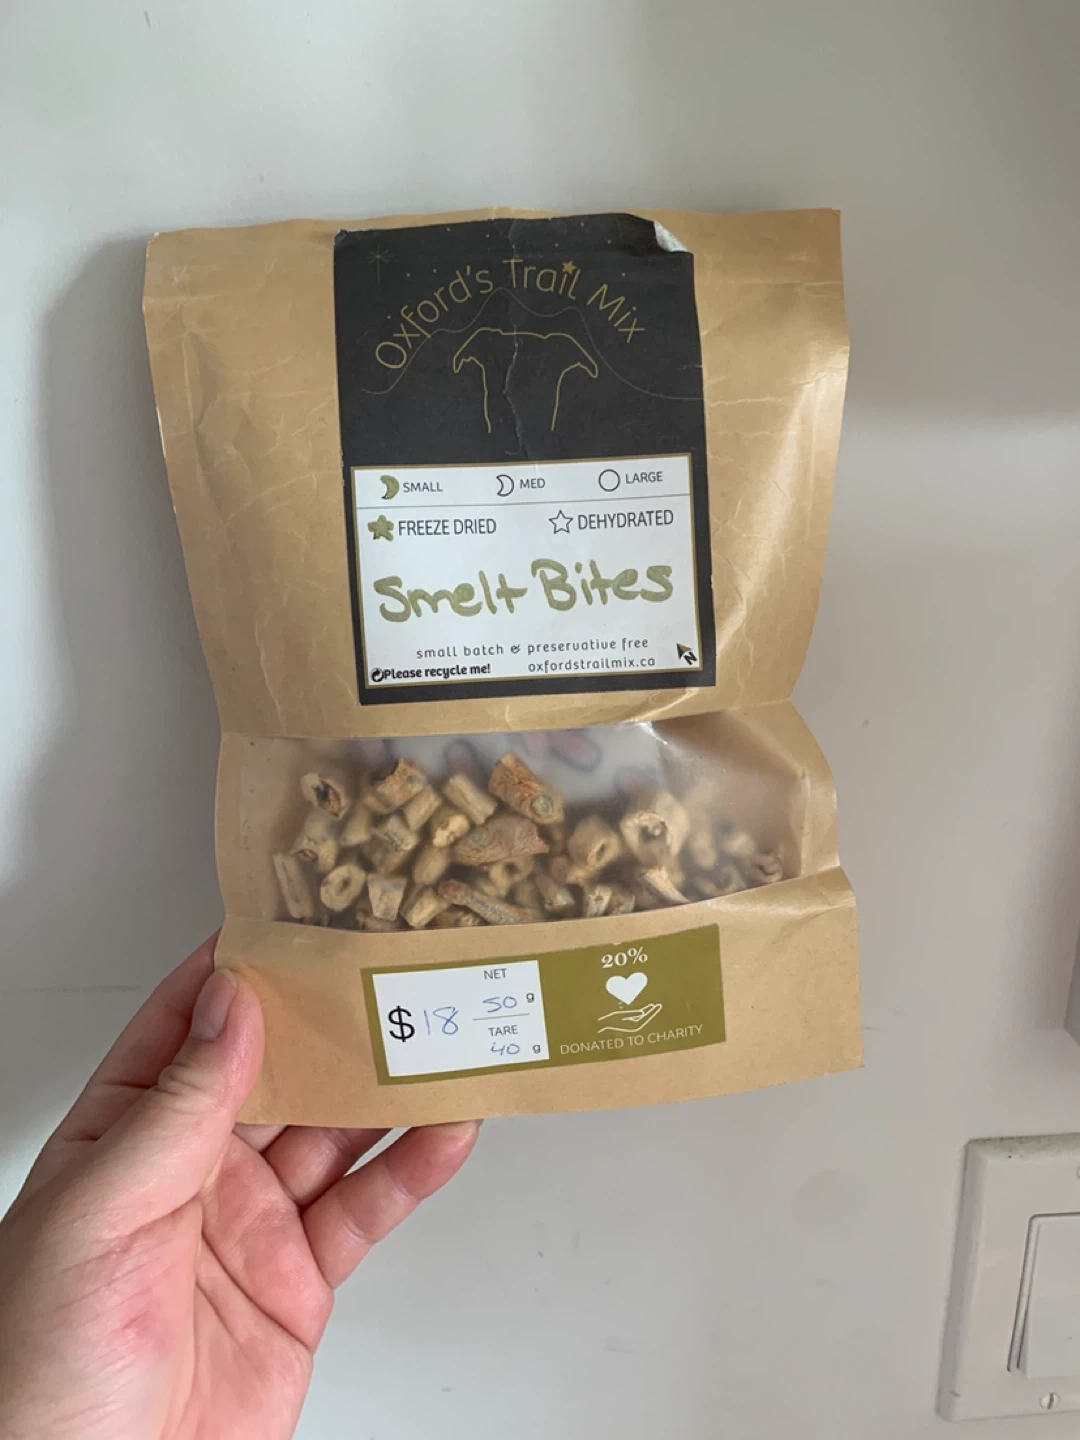 Oxford's Trail Mix
SMALL MED LARGE
FREEZE DRIED DEHYDRATED
Smelt Bites
small batch & preservative free
Please recycle me! oxfordstrailmix.ca
N
NET
$18 50 g
TARE
40 g
20%
DONATED TO CHARITY